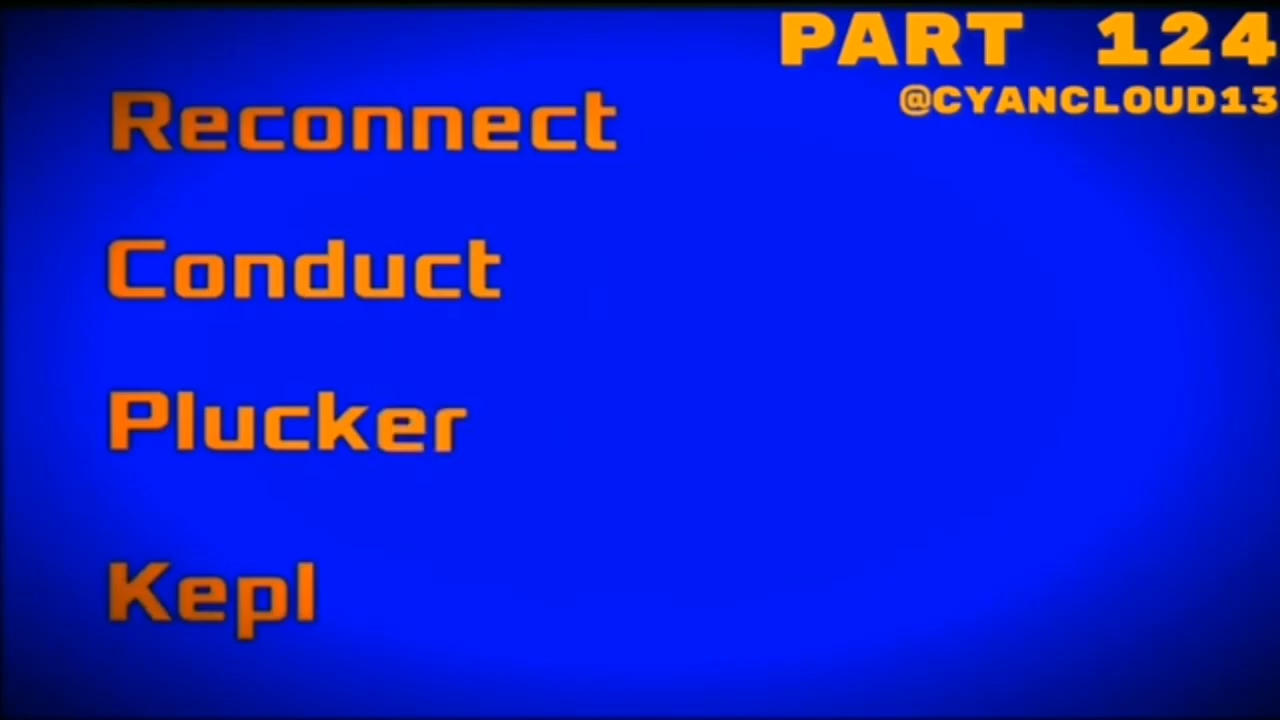 PART 124
@CYANCLOUD13
Reconnect
Conduct
Plucker
Kepl